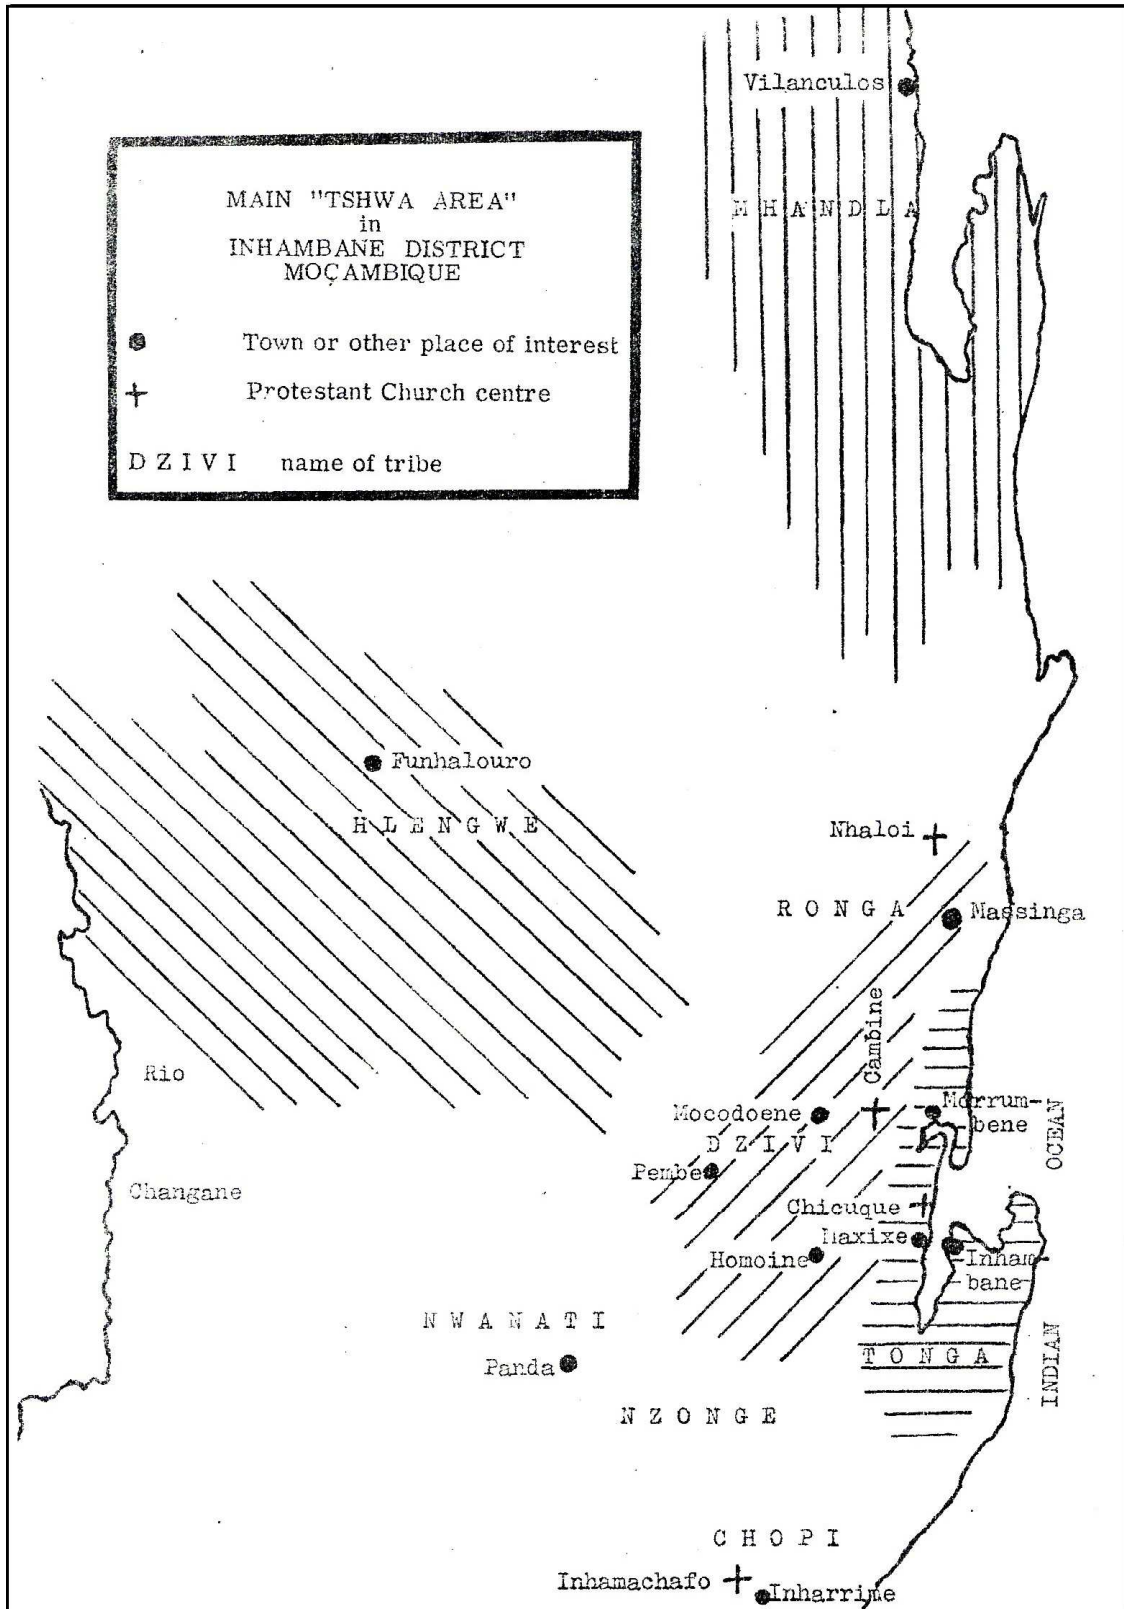 Vilanculos
MAIN "TSHWA AREA"
in
INHAMBANE DISTRICT
MOÇAMBIQUE
Town or other place of interest
Protestant Church centre
D Z I V I name of tribe
M H A N D L A
Funhalouro
H L E N G W E
Nhaloi
R O N G A
Massinga
Cambine
Rio
Changane
Mocodoene
Morrum-
bene
OCEAN
D Z I V I
Pembe
Chicuque
Maxixe
Homoine
Inham-
bane
N W A N A T I
Panda
T O N G A
INDIAN
N Z O N G E
C H O P I
Inhamachafo
Inharrime